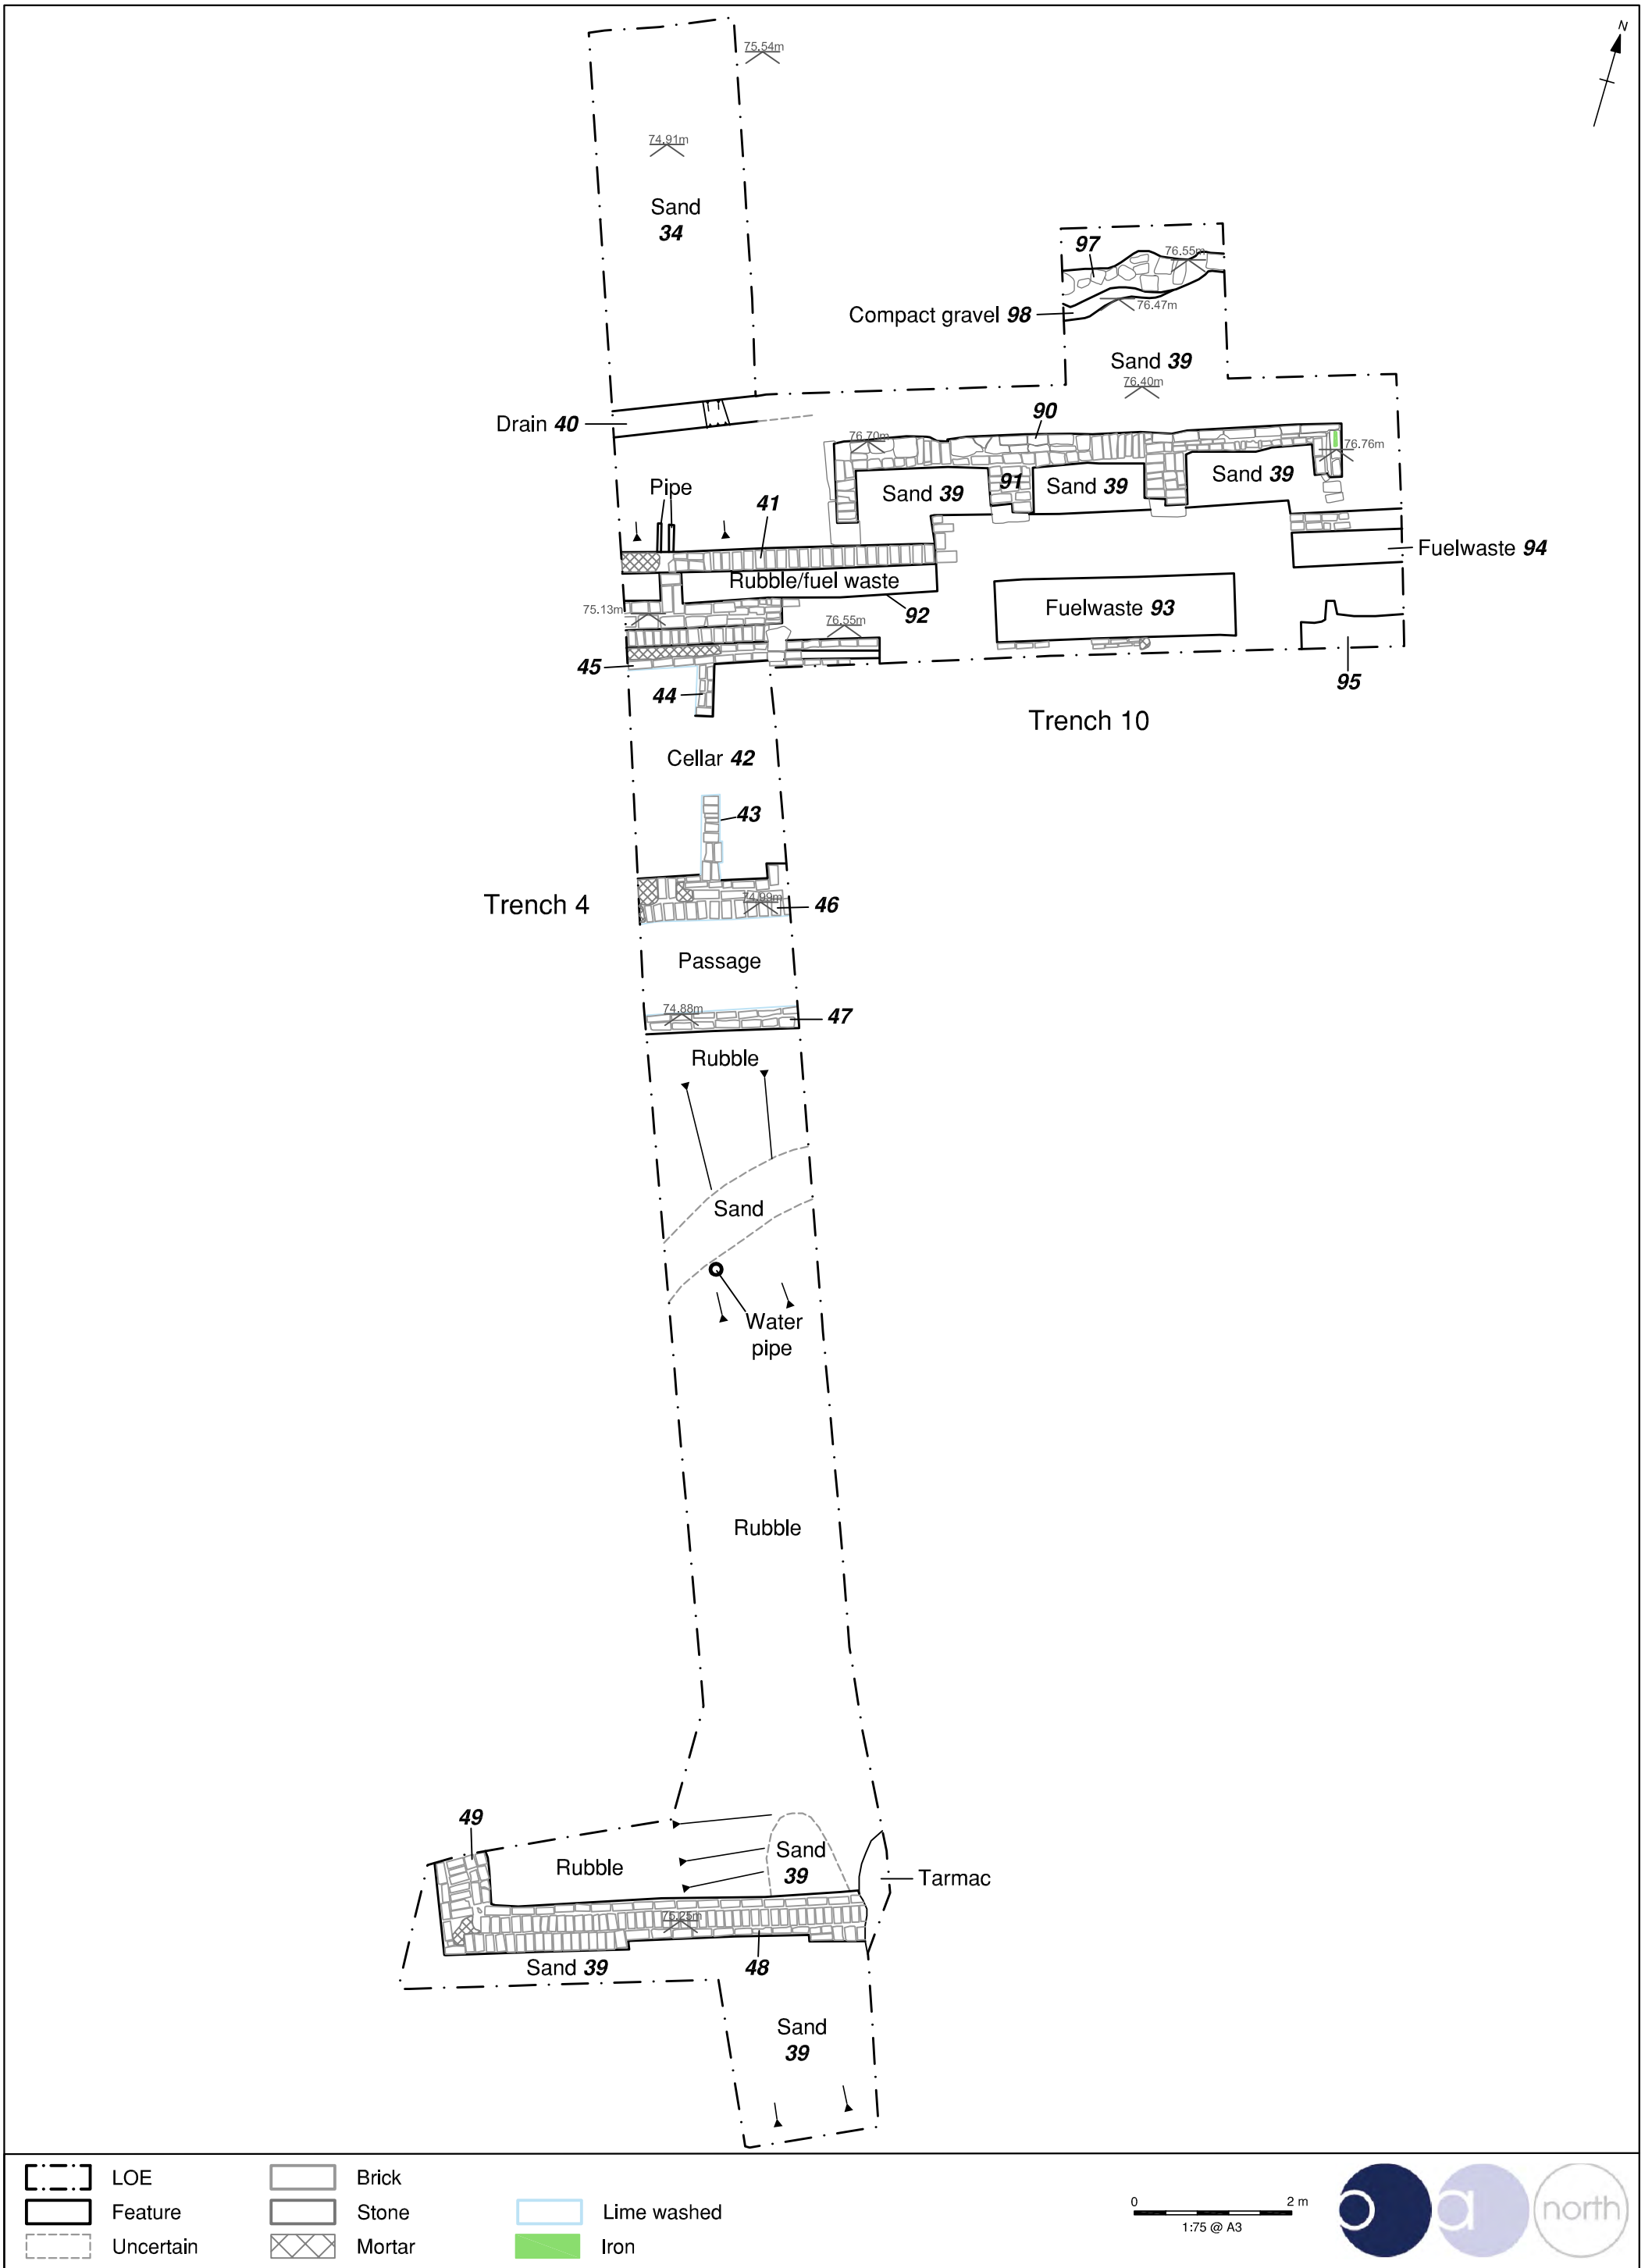 N
75.54m
74.91m
Sand
34
97
76.55m
Compact gravel 98
76.47m
Sand 39
76.40m
Drain 40
90
76.70m
76.76m
Pipe
41
Sand 39
91
Sand 39
Sand 39
Fuelwaste 94
Rubble/fuel waste
75.13m
92
Fuelwaste 93
76.55m
45
44
95
Trench 10
Cellar 42
43
Trench 4
74.99m
46
Passage
74.88m
47
Rubble
Sand
Water
pipe
Rubble
49
Rubble
Sand
39
Tarmac
75.25m
Sand 39
48
Sand
39
LOE
Feature
Uncertain
Brick
Stone
Mortar
Lime washed
Iron
0 2 m
1:75 @ A3
o a north